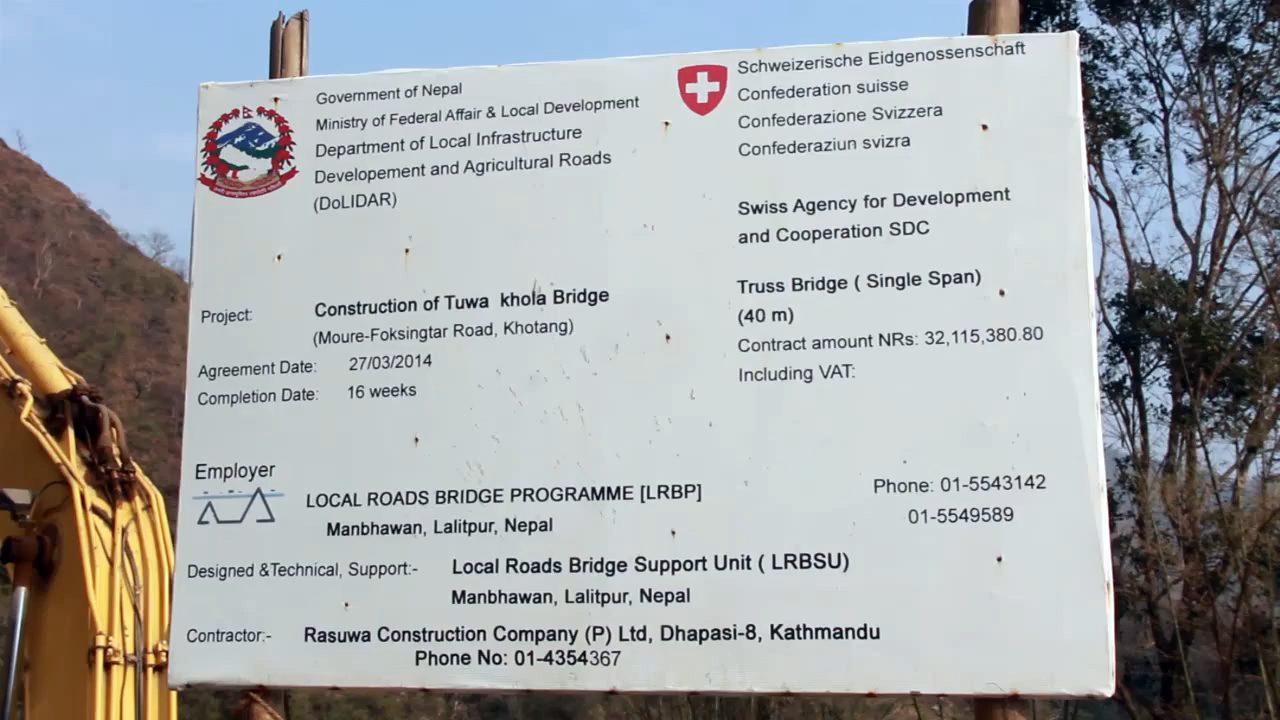 Government of Nepal
Ministry of Federal Affair & Local Development
Department of Local Infrastructure
Developement and Agricultural Roads
(DoLIDAR)
Schweizerische Eidgenossenschaft
Confederation suisse
Confederazione Svizzera
Confederaziun svizra
Swiss Agency for Development
and Cooperation SDC
Project: Construction of Tuwa khola Bridge
(Moure-Foksingtar Road, Khotang)
Agreement Date: 27/03/2014
Completion Date: 16 weeks
Truss Bridge ( Single Span)
(40 m)
Contract amount NRs: 32,115,380.80
Including VAT:
Employer
LOCAL ROADS BRIDGE PROGRAMME [LRBP]
Manbhawan, Lalitpur, Nepal
Phone: 01-5543142
01-5549589
Designed &Technical, Support:- Local Roads Bridge Support Unit ( LRBSU)
Manbhawan, Lalitpur, Nepal
Contractor:- Rasuwa Construction Company (P) Ltd, Dhapasi-8, Kathmandu
Phone No: 01-4354367